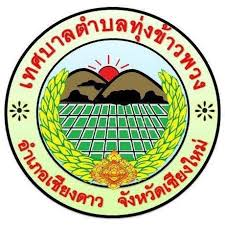 เทศบาลตำบลทุ่งข้าวพวง
อำเภอเชียงดาว จังหวัดเชียงใหม่